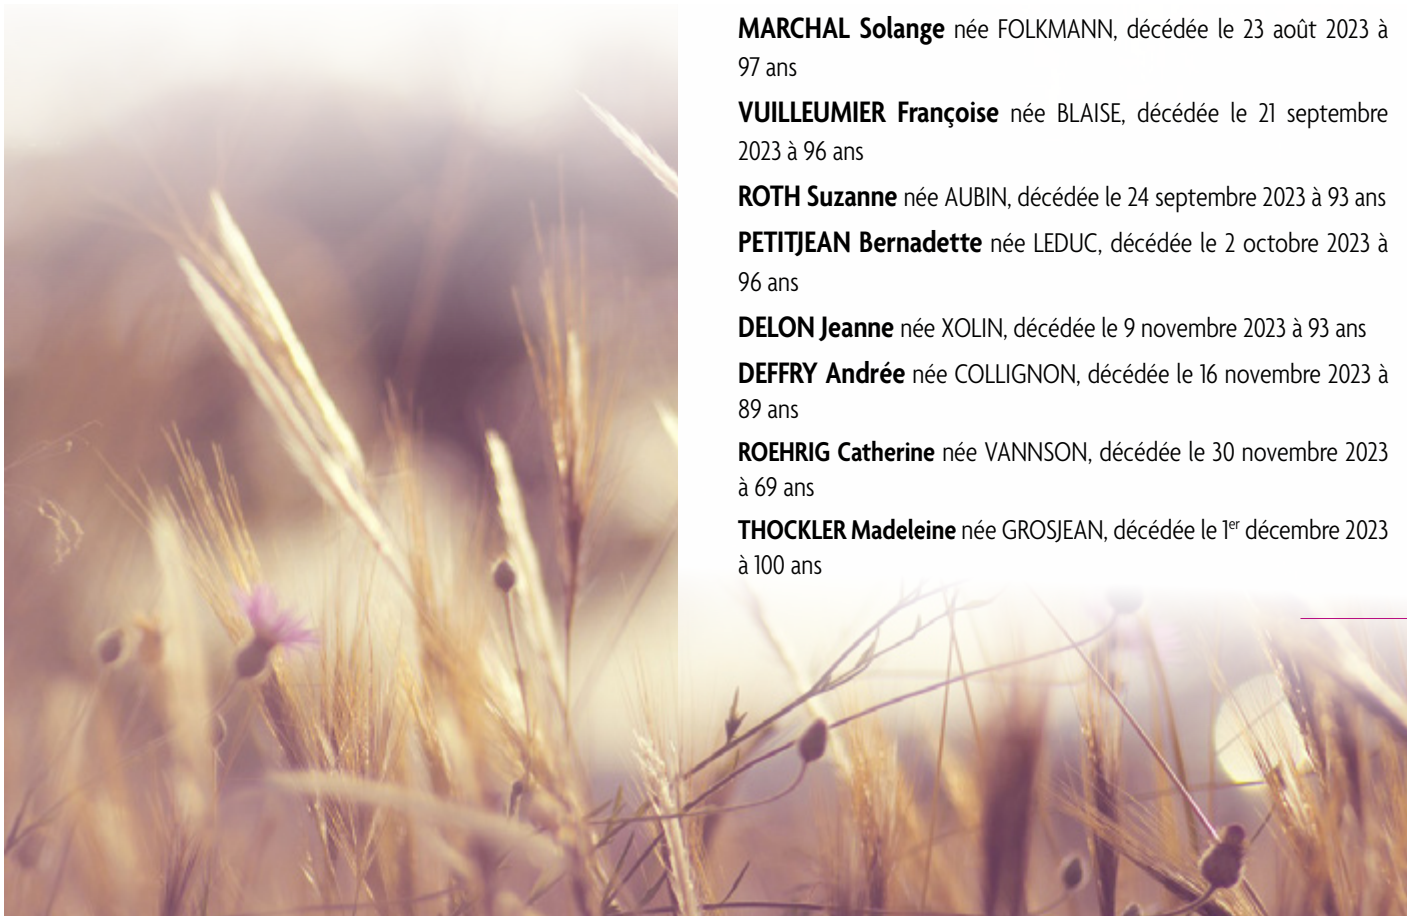 MARCHAL Solange née FOLKMANN, décédée le 23 août 2023 à
97 ans
VUILLEUMIER Françoise née BLAISE, décédée le 21 septembre
2023 à 96 ans
ROTH Suzanne née AUBIN, décédée le 24 septembre 2023 à 93 ans
PETITJEAN Bernadette née LEDUC, décédée le 2 octobre 2023 à
96 ans
DELON Jeanne née XOLIN, décédée le 9 novembre 2023 à 93 ans
DEFFRY Andrée née COLLIGNON, décédée le 16 novembre 2023 à
89 ans
ROEHRIG Catherine née VANNSON, décédée le 30 novembre 2023
à 69 ans
THOCKLER Madeleine née GROSJEAN, décédée le 1er décembre 2023
à 100 ans